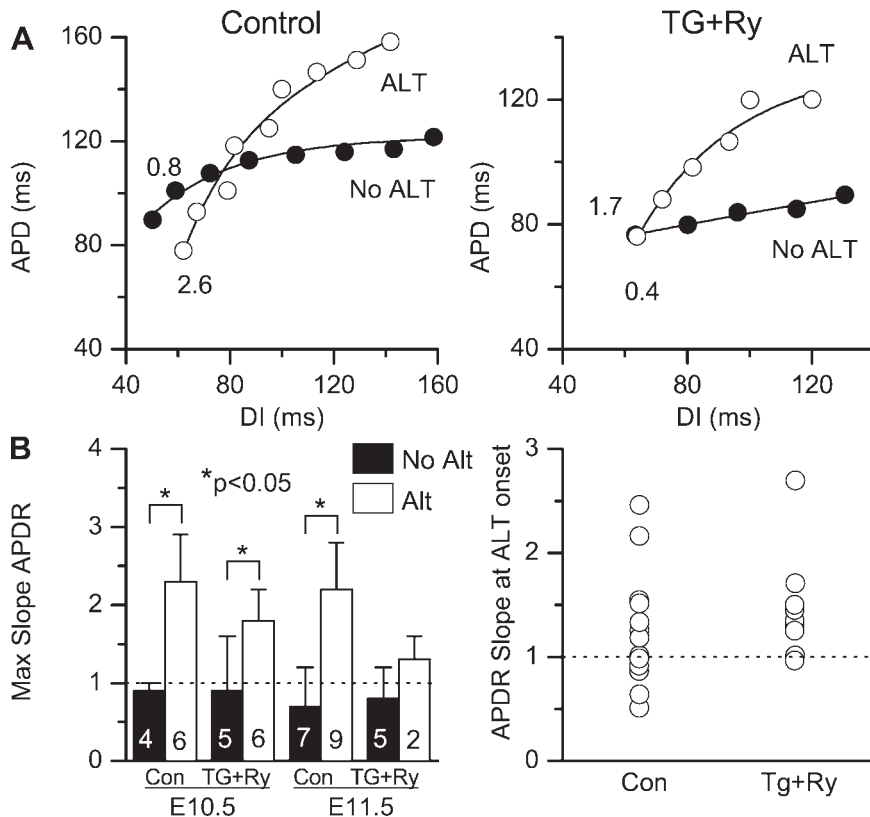 A
Control
TG+Ry
160
120
80
40
APD (ms)
ALT
No ALT
0.8
2.6
40 80 120 160
DI (ms)
120
80
40
APD (ms)
ALT
No ALT
1.7
0.4
40 80 120
DI (ms)
B
4
3
2
1
0
Max Slope APDR
*p<0.05
No Alt
Alt
* * *
4 6 5 6 7 9 5 2
Con TG+Ry Con TG+Ry
E10.5 E11.5
3
2
1
0
APDR Slope at ALT onset
Con Tg+Ry